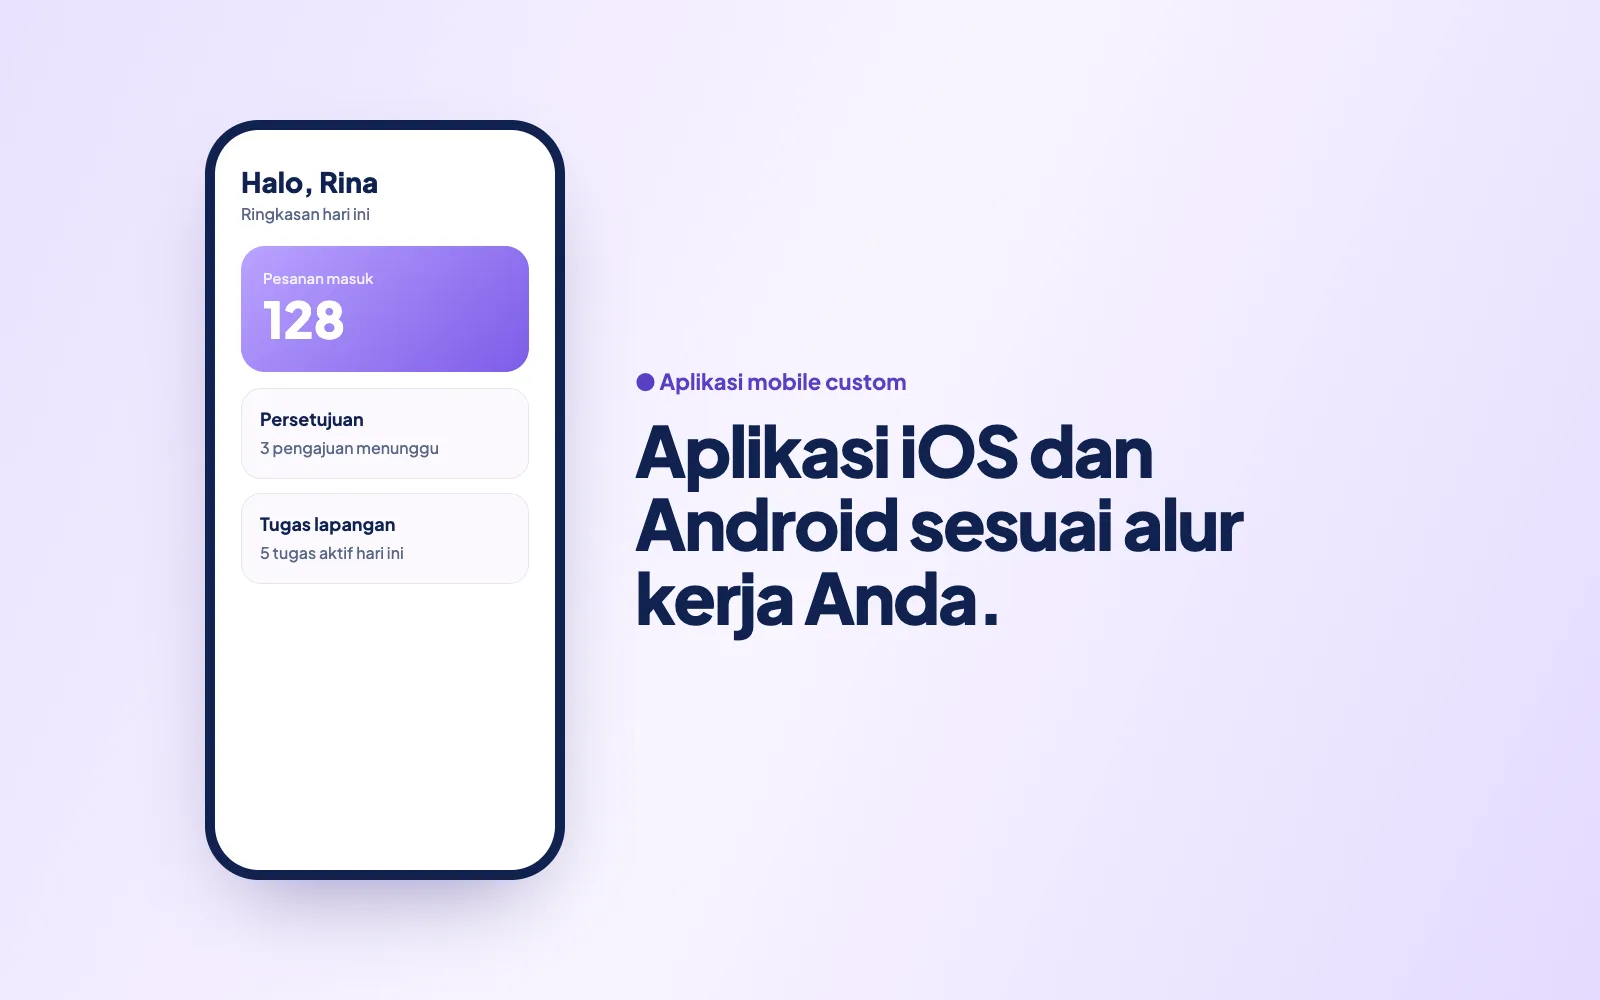 Halo, Rina
Ringkasan hari ini
Pesanan masuk
128
Persetujuan
3 pengajuan menunggu
Tugas lapangan
5 tugas aktif hari ini
Aplikasi mobile custom
Aplikasi iOS dan
Android sesuai alur
kerja Anda.